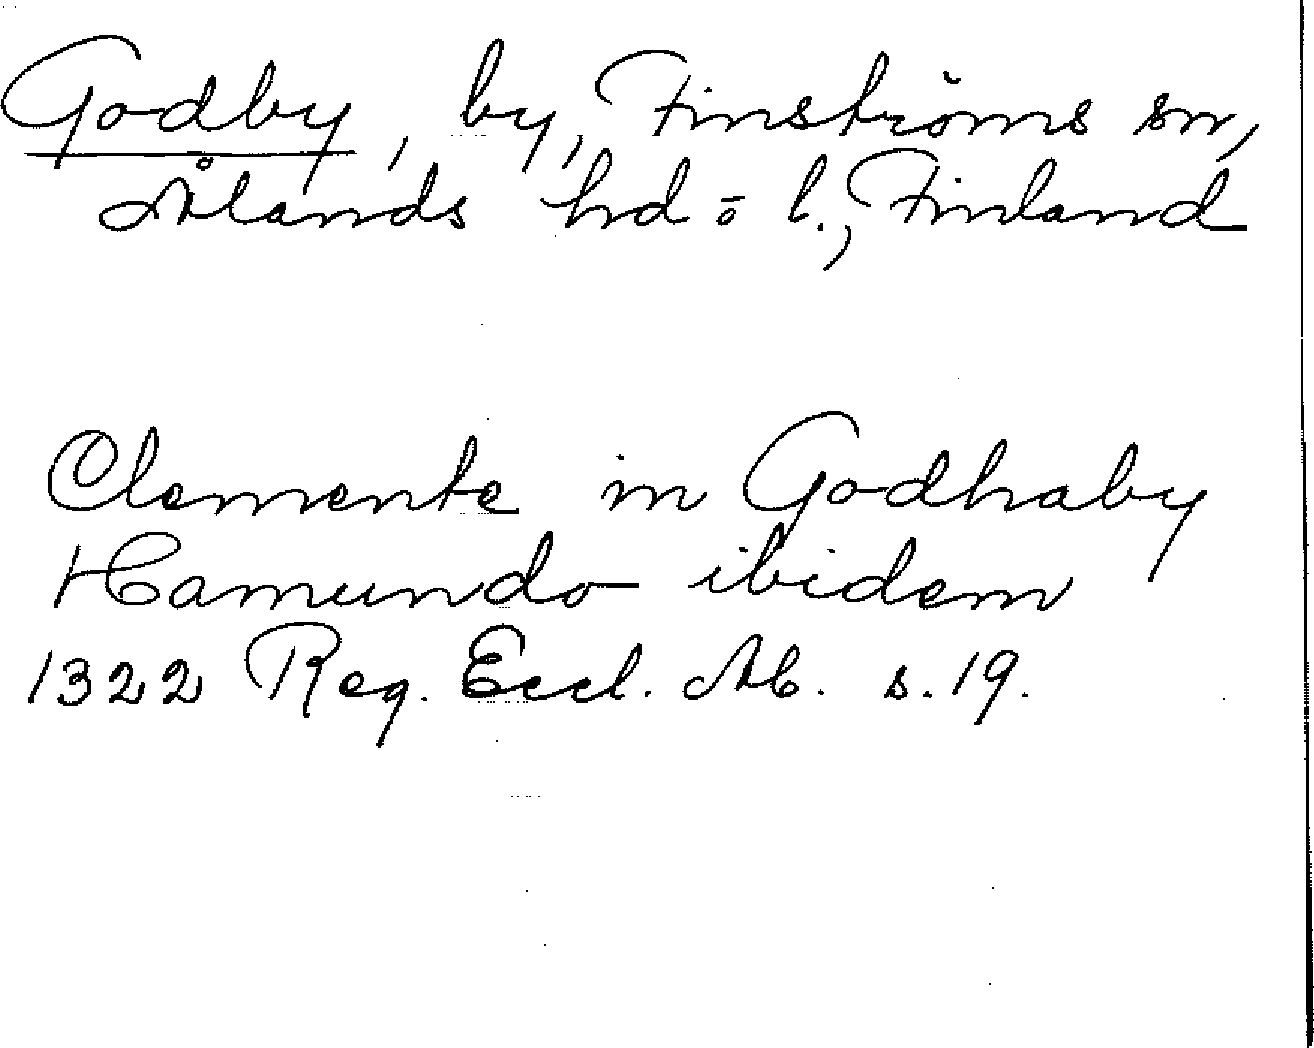 Godby, by, Finströms sn,
Ålands hd ō l., Finland
Clemente in Godhaby
Hamundo ibidem
1322 Reg. Eccl. Ab. s. 19.